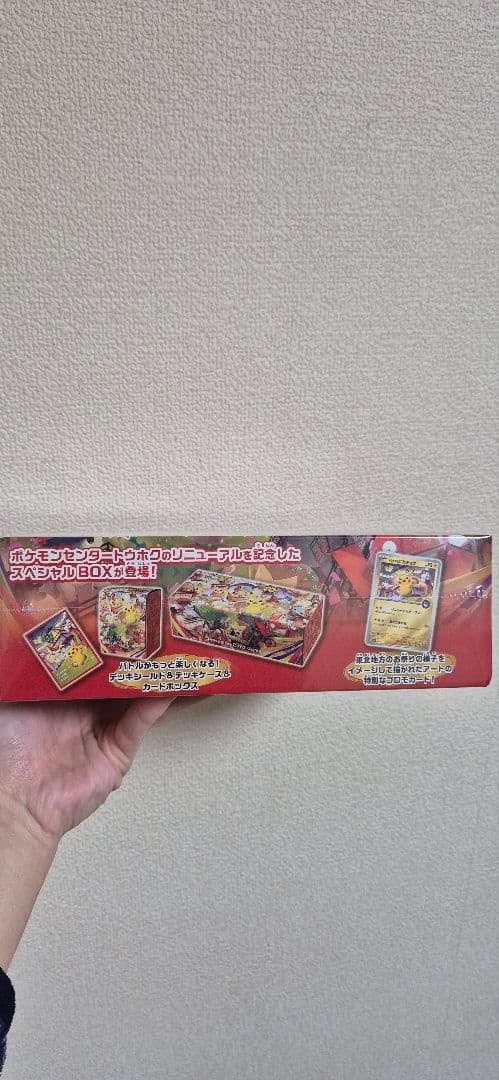 ポケモンセンタートウホクのリニューアルを記念した
スペシャルBOXが登場!
バトルがもっと楽しくなる!
デッキシールド&デッキケース&
カードボックス
東北地方のお祭りの様子を
イメージして描かれたアートの
特別なプロモカード!